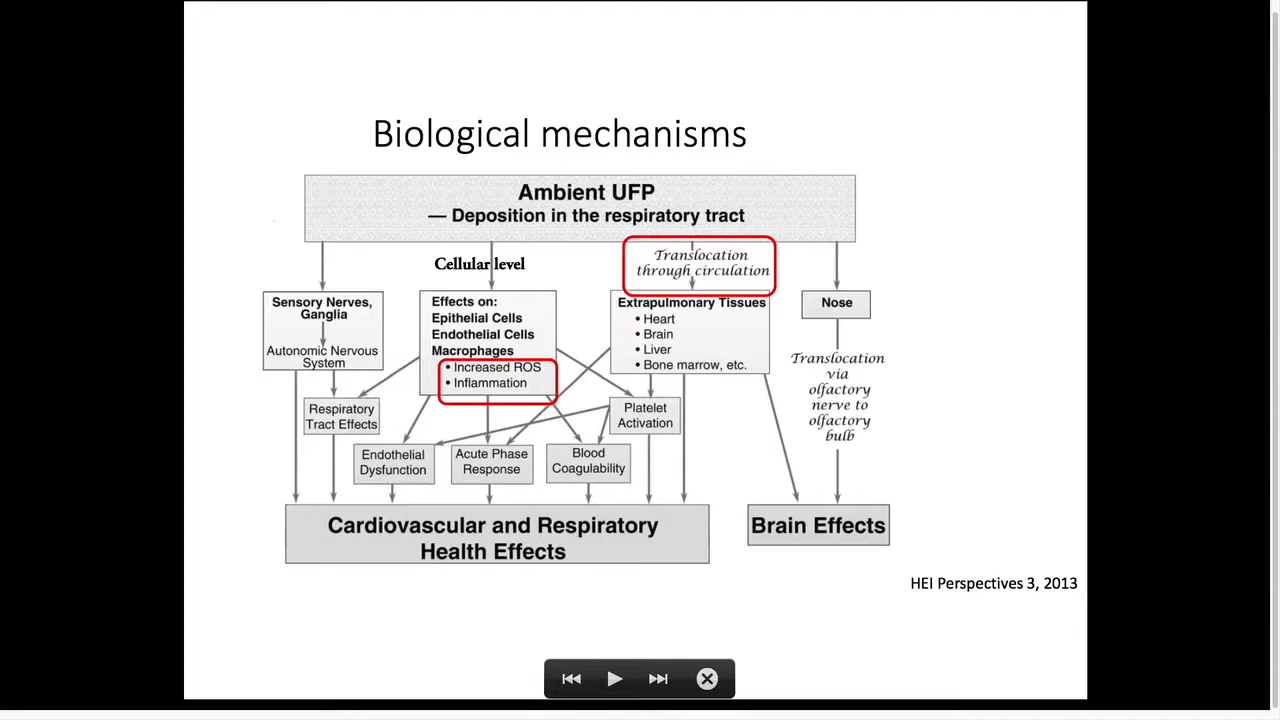 Biological mechanisms
Ambient UFP
— Deposition in the respiratory tract
Cellular level
Translocation
through circulation
Sensory Nerves,
Ganglia
Autonomic Nervous
System
Effects on:
Epithelial Cells
Endothelial Cells
Macrophages
• Increased ROS
• Inflammation
Extrapulmonary Tissues
• Heart
• Brain
• Liver
• Bone marrow, etc.
Nose
Translocation
via
olfactory
nerve to
olfactory
bulb
Respiratory
Tract Effects
Platelet
Activation
Endothelial
Dysfunction
Acute Phase
Response
Blood
Coagulability
Cardiovascular and Respiratory
Health Effects
Brain Effects
HEI Perspectives 3, 2013